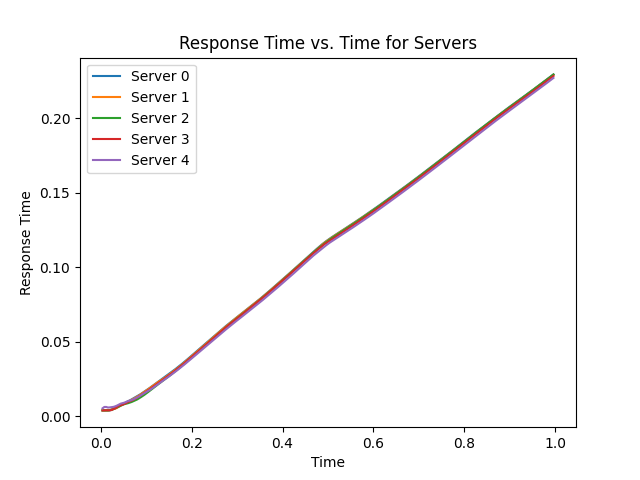 Response Time vs. Time for Servers
Server 0
Server 1
Server 2
Server 3
Server 4
Response Time
0.20
0.15
0.10
0.05
0.00
0.0 0.2 0.4 0.6 0.8 1.0
Time